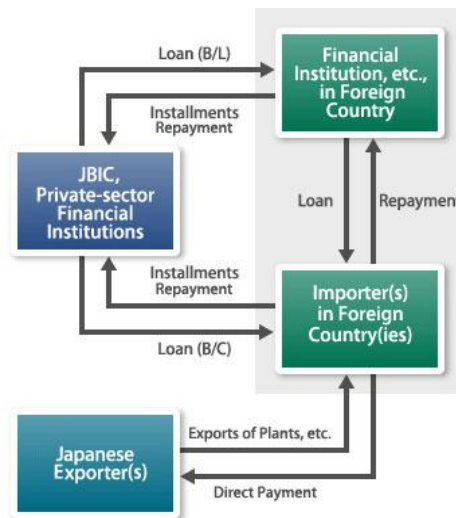 Loan (B/L)
Financial
Institution, etc.,
in Foreign
Country
Installments
Repayment
JBIC,
Private-sector
Financial
Institutions
Loan
Repayment
Installments
Repayment
Importer(s)
in Foreign
Country(ies)
Loan (B/C)
Exports of Plants, etc.
Japanese
Exporter(s)
Direct Payment